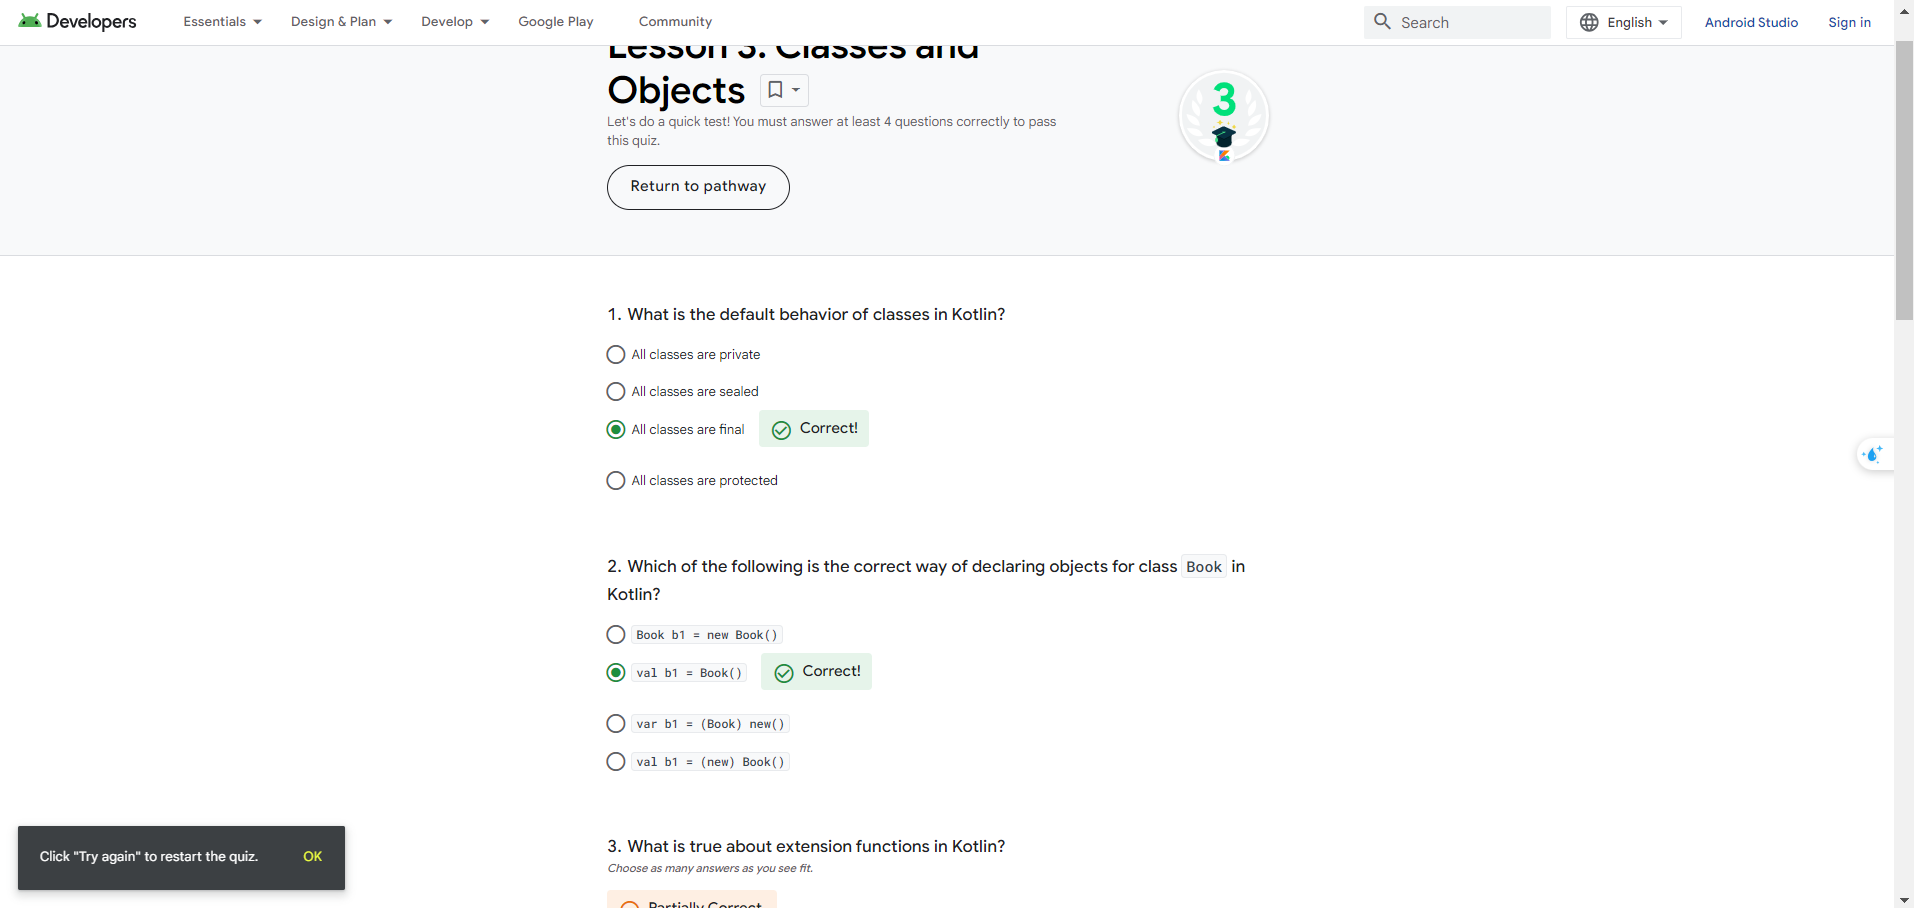 Developers
Essentials
Design & Plan
Develop
Google Play
Community
Search
English
Android Studio
Sign in
Lesson 3: Classes and
Objects
3
Let's do a quick test! You must answer at least 4 questions correctly to pass
this quiz.
Return to pathway
1. What is the default behavior of classes in Kotlin?
All classes are private
All classes are sealed
All classes are final Correct!
All classes are protected
2. Which of the following is the correct way of declaring objects for class Book in
Kotlin?
Book b1 = new Book()
val b1 = Book() Correct!
var b1 = (Book) new()
val b1 = (new) Book()
3. What is true about extension functions in Kotlin?
Choose as many answers as you see fit.
Partially Correct
Click "Try again" to restart the quiz. OK